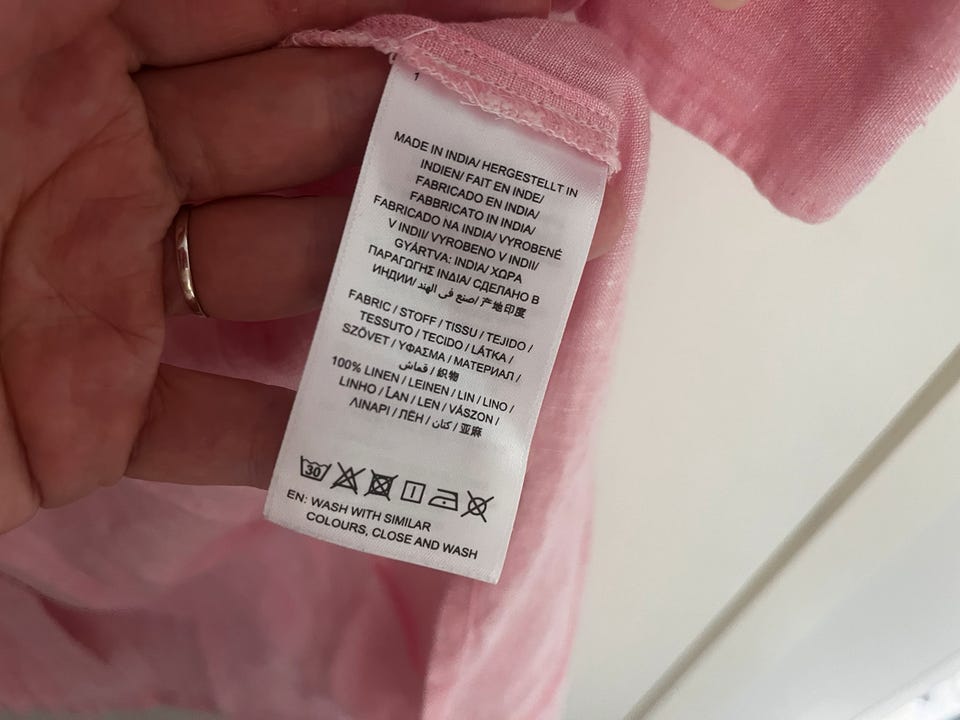 1
MADE IN INDIA/ HERGESTELLT IN
INDIEN/ FAIT EN INDE/
FABRICADO EN INDIA/
FABBRICATO IN INDIA/
FABRICADO NA INDIA/ VYROBENÉ
V INDII/ VYROBENO V INDII/
GYÁRTVA: INDIA/ ΧΩΡΑ
ΠΑΡΑΓΩΓΗΣ ΙΝΔΙΑ/ СДЕЛАНО В
ИНДИИ/ صنع في الهند/ 产地印度
FABRIC / STOFF / TISSU / TEJIDO /
TESSUTO / TECIDO / LÁTKA /
SZÖVET / ΥΦΑΣΜΑ / МАТЕРИАЛ /
قماش / 织物
100% LINEN / LEINEN / LIN / LINO /
LINHO / ĽAN / LEN / VÁSZON /
ΛΙΝΑΡΙ / ЛЁН / كتان / 亚麻
30
EN: WASH WITH SIMILAR
COLOURS, CLOSE AND WASH